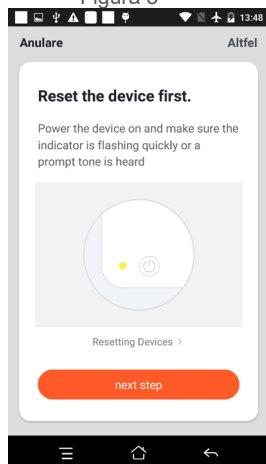 Figura 6
13:48
Anulare Altfel
Reset the device first.
Power the device on and make sure the
indicator is flashing quickly or a
prompt tone is heard
Resetting Devices >
next step